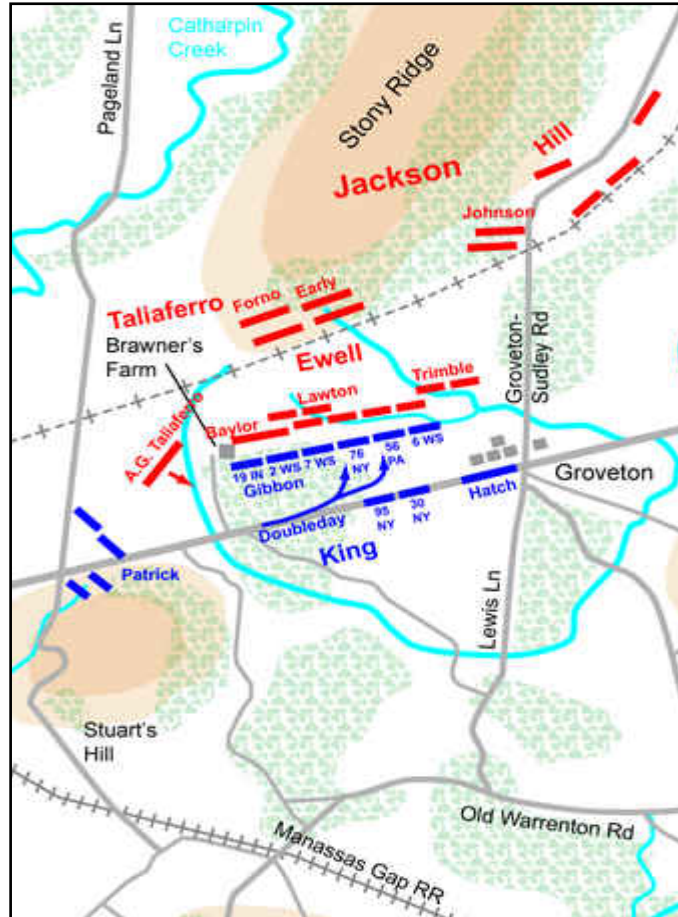 Catharpin
Creek
Pageland Ln
Stony Ridge
Jackson
Hill
Johnson
Taliaferro
Forno
Early
Brawner's
Farm
Ewell
Groveton-
Sudley Rd
Trimble
Lawton
Baylor
A.G. Taliaferro
19 IN
2 WS
7 WS
76
NY
56
PA
6 WS
Gibbon
Groveton
Doubleday
95
NY
30
NY
Hatch
King
Patrick
Lewis Ln
Stuart's
Hill
Old Warrenton Rd
Manassas Gap RR